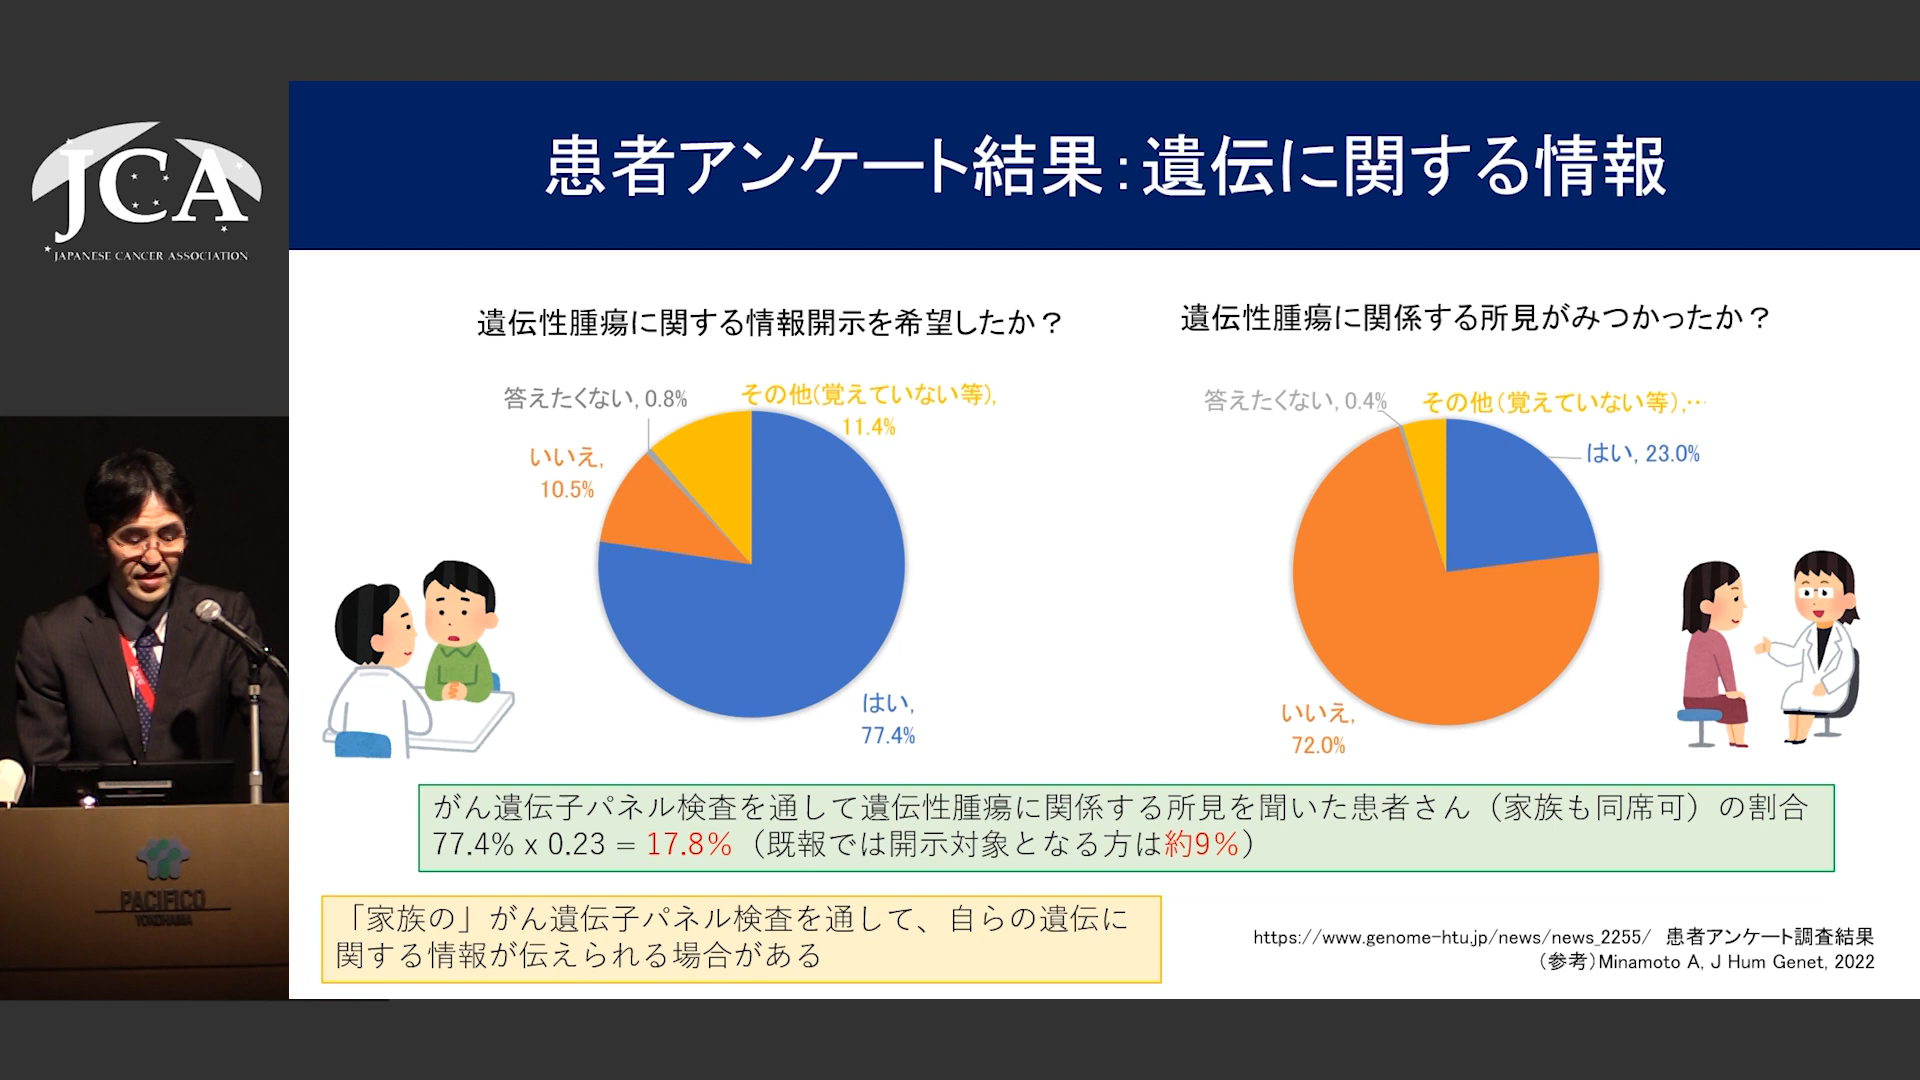 JCA
JAPANESE CANCER ASSOCIATION
患者アンケート結果：遺伝に関する情報
遺伝性腫瘍に関する情報開示を希望したか？
答えたくない, 0.8%
その他(覚えていない等),
11.4%
いいえ,
10.5%
はい,
77.4%
遺伝性腫瘍に関係する所見がみつかったか？
答えたくない, 0.4%
その他(覚えていない等),…
はい, 23.0%
いいえ,
72.0%
がん遺伝子パネル検査を通して遺伝性腫瘍に関係する所見を聞いた患者さん（家族も同席可）の割合
77.4% x 0.23 = 17.8%（既報では開示対象となる方は約9%）
「家族の」がん遺伝子パネル検査を通して、自らの遺伝に
関する情報が伝えられる場合がある
https://www.genome-htu.jp/news/news_2255/ 患者アンケート調査結果
（参考）Minamoto A, J Hum Genet, 2022
PACIFICO
YOKOHAMA